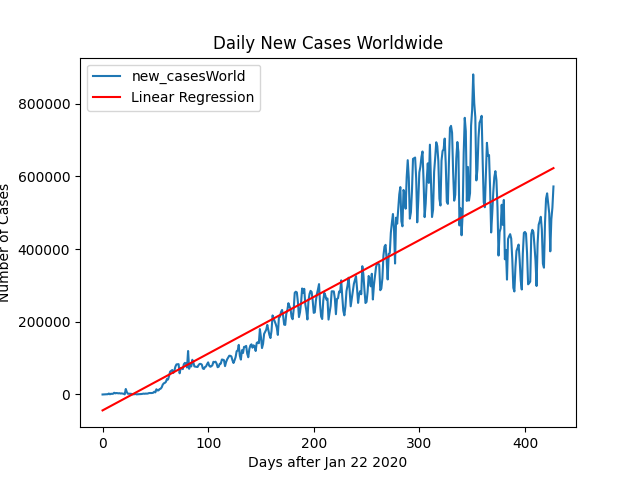 Daily New Cases Worldwide
new_casesWorld
Linear Regression
800000
600000
400000
200000
0
Number of Cases
0 100 200 300 400
Days after Jan 22 2020